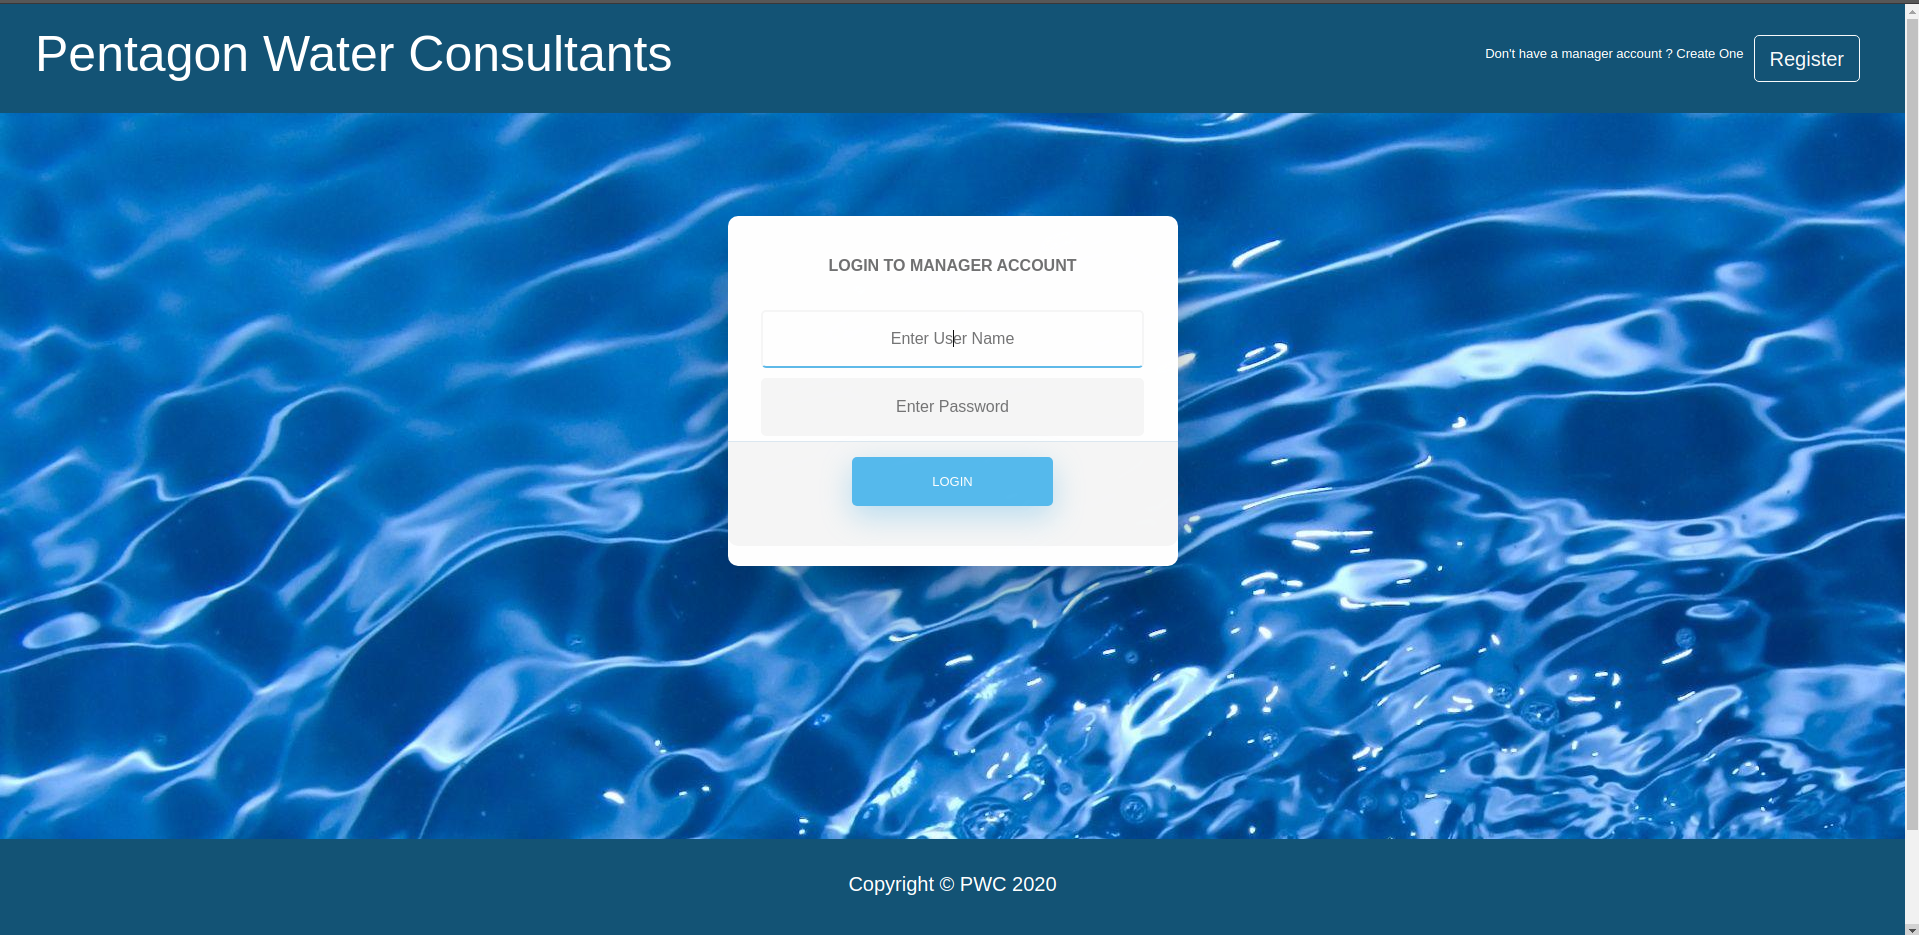 Pentagon Water Consultants
Don't have a manager account ? Create One
Register
LOGIN TO MANAGER ACCOUNT
Enter User Name
Enter Password
LOGIN
Copyright © PWC 2020